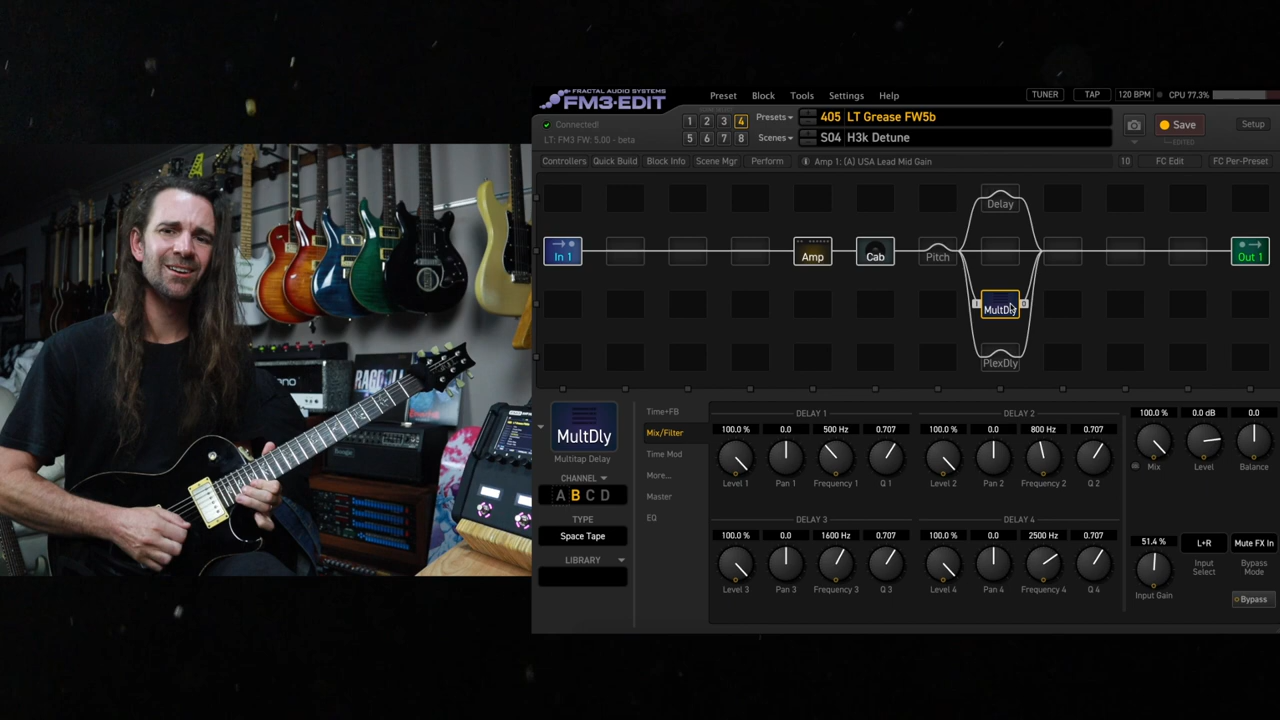 FRACTAL AUDIO SYSTEMS
FM3-EDIT
Preset Block Tools Settings Help
TUNER TAP 120 BPM CPU 77.3%
Connected!
LT: FM3 FW: 5.00 - beta
1 2 3 4
5 6 7 8
Presets 405 LT Grease FW5b
Scenes S04 H3k Detune
Save
EDITED
Setup
Controllers Quick Build Block Info Scene Mgr Perform Amp 1: (A) USA Lead Mid Gain 10 FC Edit FC Per-Preset
Delay
In 1 Amp Cab Pitch Out 1
MultDly
PlexDly
RAGDOLL
MultDly
Multitap Delay
CHANNEL
A B C D
TYPE
Space Tape
LIBRARY
Time+FB
Mix/Filter
Time Mod
More...
Master
EQ
DELAY 1
100.0 % 0.0 500 Hz 0.707
Level 1 Pan 1 Frequency 1 Q 1
DELAY 2
100.0 % 0.0 800 Hz 0.707
Level 2 Pan 2 Frequency 2 Q 2
100.0 % 0.0 dB 0.0
Mix Level Balance
DELAY 3
100.0 % 0.0 1600 Hz 0.707
Level 3 Pan 3 Frequency 3 Q 3
DELAY 4
100.0 % 0.0 2500 Hz 0.707
Level 4 Pan 4 Frequency 4 Q 4
51.4 % L+R Mute FX In
Input Gain
Input Select
Bypass Mode
Bypass